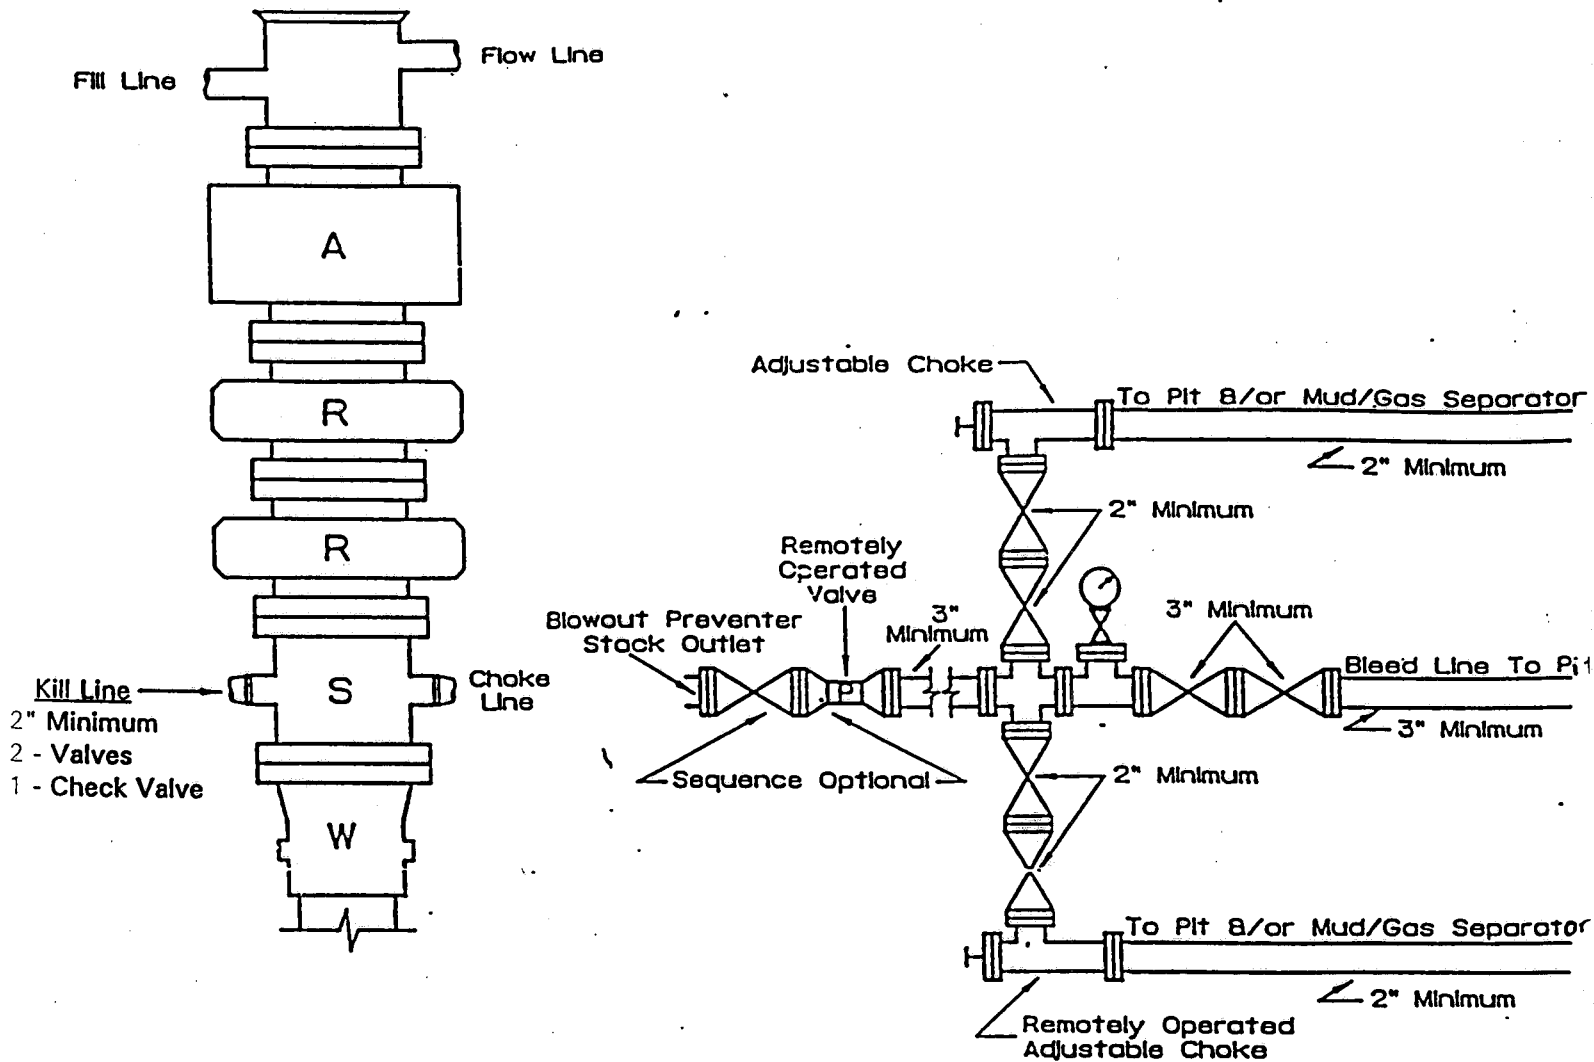 Fill Line
Flow Line
A
R
R
S
W
Kill Line
2" Minimum
2 - Valves
1 - Check Valve
Choke
Line
Adjustable Choke
To Pit &/or Mud/Gas Separator
2" Minimum
2" Minimum
Remotely
Operated
Valve
Blowout Preventer
Stack Outlet
3"
Minimum
3" Minimum
Bleed Line To Pit
3" Minimum
Sequence Optional
2" Minimum
To Pit &/or Mud/Gas Separator
2" Minimum
Remotely Operated
Adjustable Choke